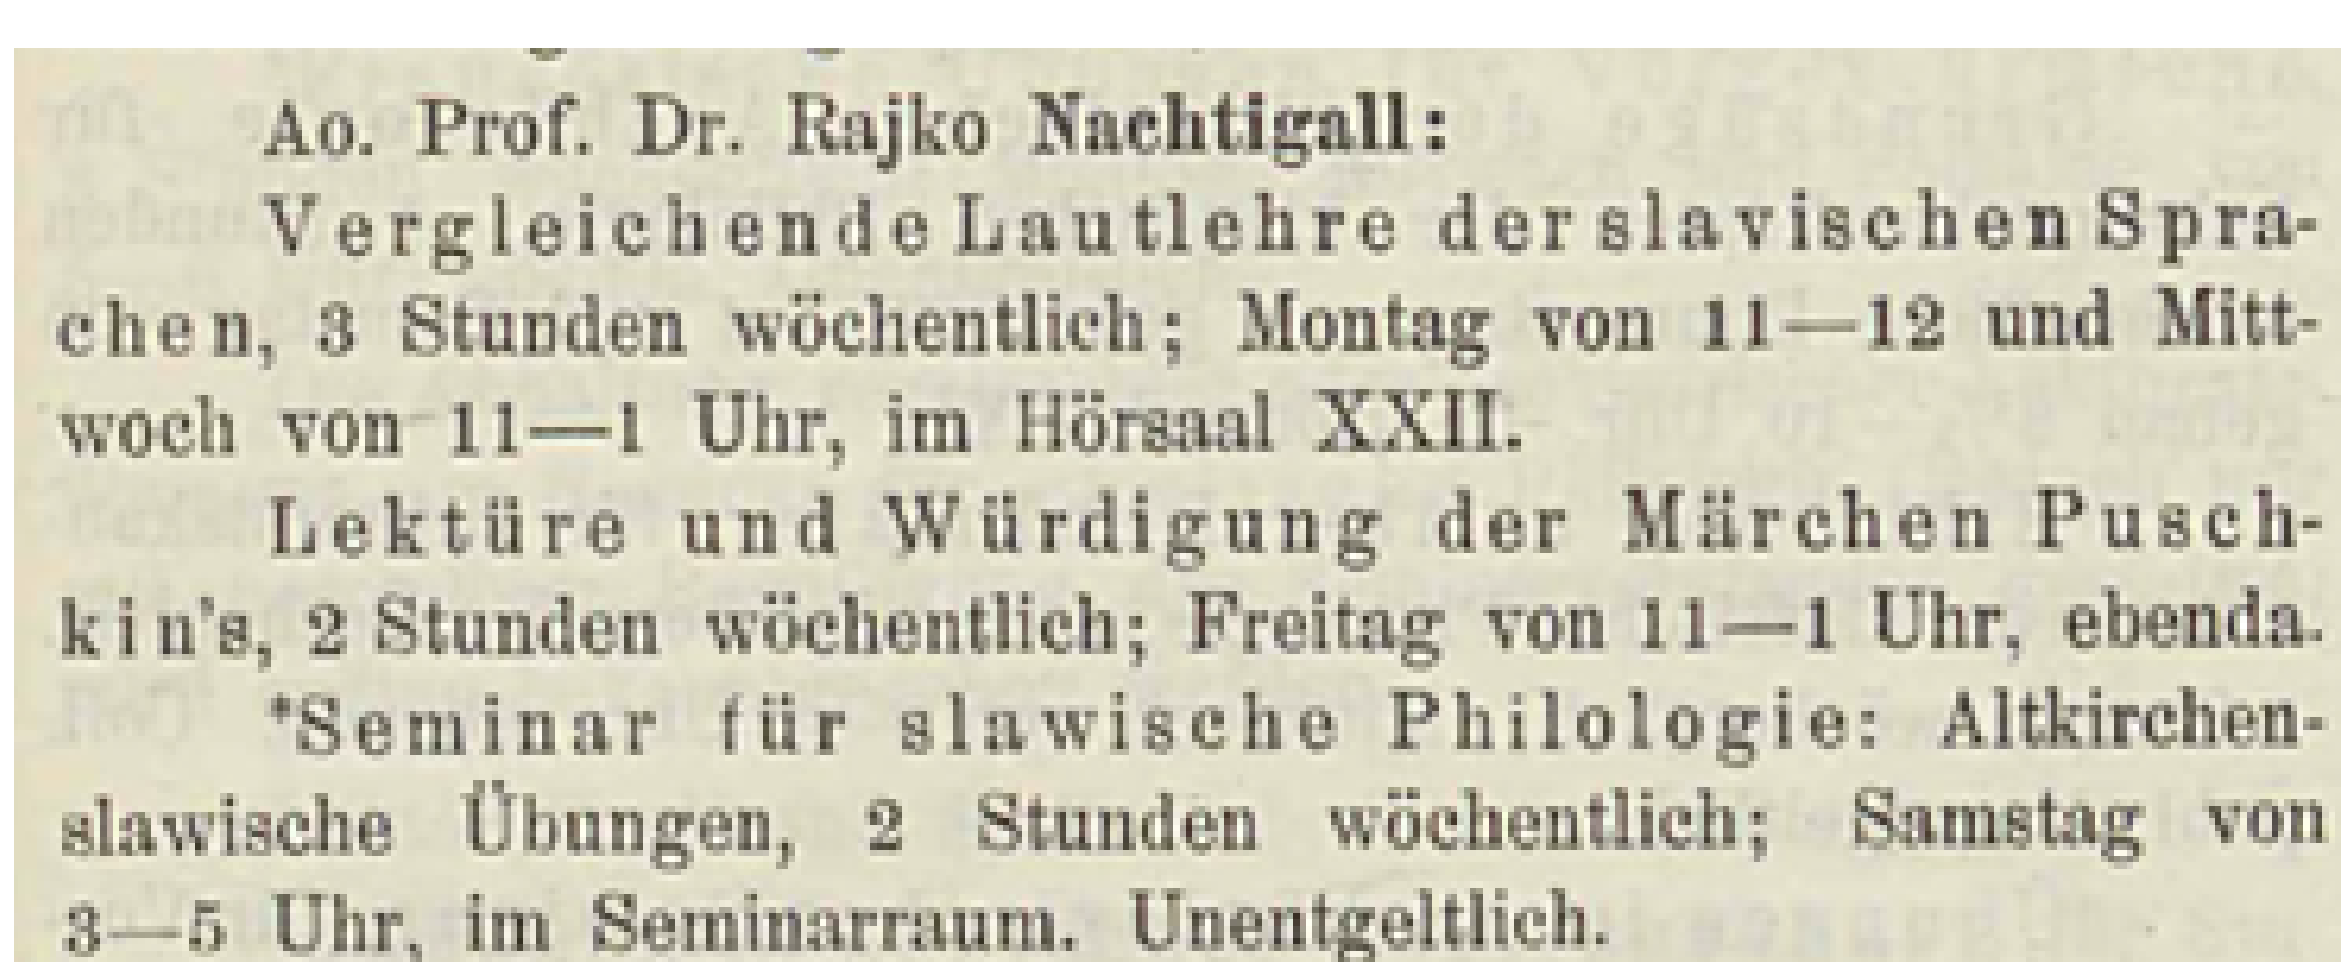 Ao. Prof. Dr. Rajko Nachtigall:
Vergleichende Lautlehre der slavischen Spra-
chen, 3 Stunden wöchentlich; Montag von 11—12 und Mitt-
woch von 11—1 Uhr, im Hörsaal XXII.
Lektüre und Würdigung der Märchen Pusch-
kin's, 2 Stunden wöchentlich; Freitag von 11—1 Uhr, ebenda.
*Seminar für slawische Philologie: Altkirchen-
slawische Übungen, 2 Stunden wöchentlich; Samstag von
3—5 Uhr, im Seminarraum. Unentgeltlich.